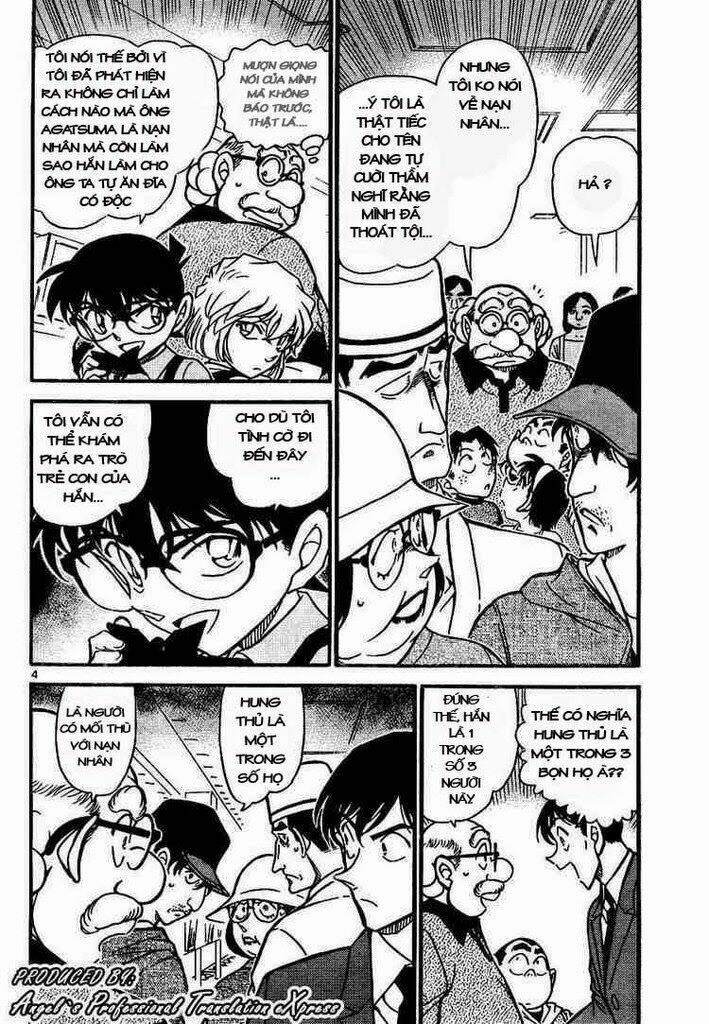 HẢ ?
NHƯNG
TÔI KO NÓI
VỀ NẠN
NHÂN...
...Ý TÔI LÀ
THẬT TIẾC
CHO TÊN
ĐANG TỰ
CƯỜI THẦM
NGHĨ RẰNG
MÌNH ĐÃ
THOÁT TỘI...
MƯỢN GIỌNG
NÓI CỦA MÌNH
MÀ KHÔNG
BÁO TRƯỚC,
THẬT LÀ....
TÔI NÓI THẾ BỞI VÌ
TÔI ĐÃ PHÁT HIỆN
RA KHÔNG CHỈ LÀM
CÁCH NÀO MÀ ÔNG
AGATSUMA LÀ NẠN
NHÂN MÀ CÒN LÀM
SAO HẮN LÀM CHO
ÔNG TA TỰ ĂN ĐĨA
CÓ ĐỘC
CHO DÙ TÔI
TÌNH CỜ ĐI
ĐẾN ĐÂY
...
TÔI VẪN CÓ
THỂ KHÁM
PHÁ RA TRÒ
TRẺ CON CỦA
HẮN...
4
THẾ CÓ NGHĨA
HUNG THỦ LÀ
MỘT TRONG 3
BỌN HỌ À??
ĐÚNG
THẾ, HẮN
LÀ 1
TRONG
SỐ 3
NGƯỜI
NÀY
HUNG
THỦ LÀ
MỘT
TRONG
SỐ HỌ
LÀ NGƯỜI
CÓ MỐI THÙ
VỚI NẠN
NHÂN
PRODUCED BY:
Angel's Professional Translation eXpress